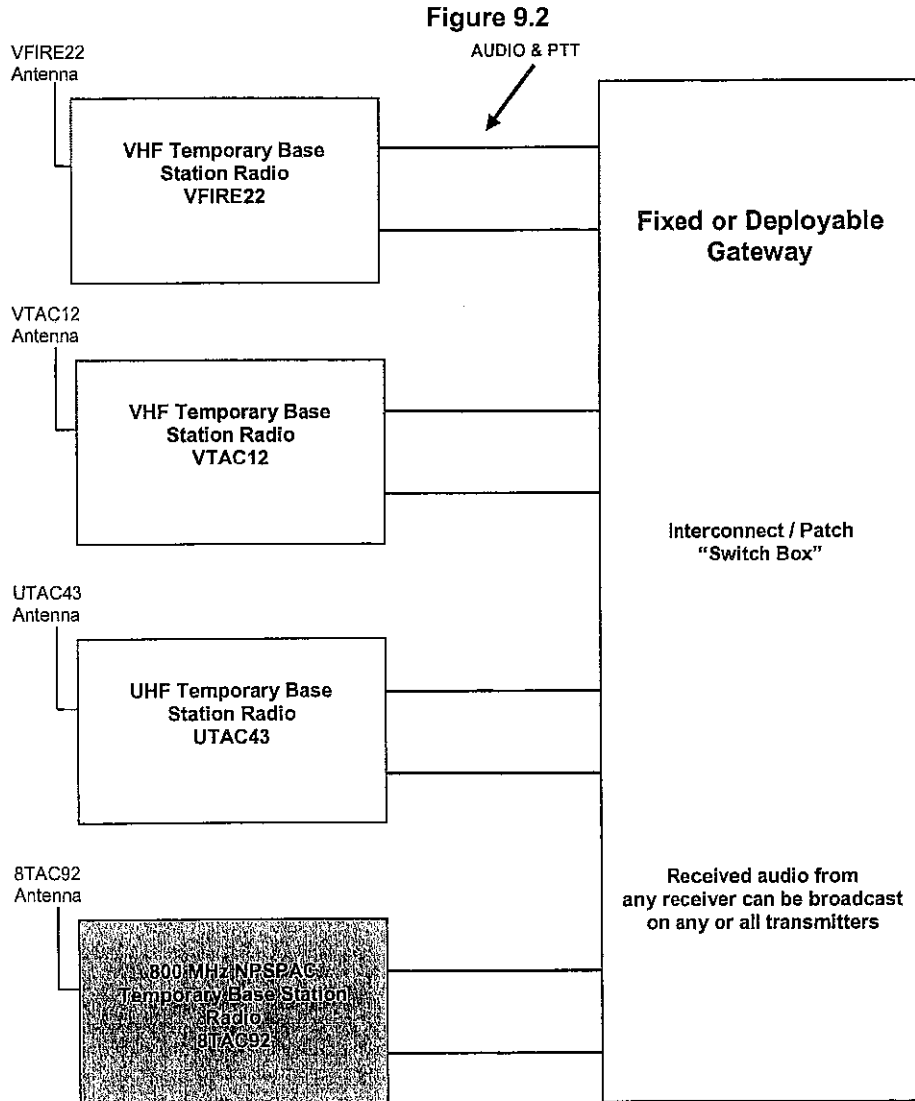 Figure 9.2
AUDIO & PTT
VFIRE22
Antenna
VHF Temporary Base
Station Radio
VFIRE22
Fixed or Deployable
Gateway
VTAC12
Antenna
VHF Temporary Base
Station Radio
VTAC12
Interconnect / Patch
“Switch Box”
UTAC43
Antenna
UHF Temporary Base
Station Radio
UTAC43
8TAC92
Antenna
800 MHz NPSPAC
Temporary Base Station
Radio
8TAC92
Received audio from
any receiver can be broadcast
on any or all transmitters